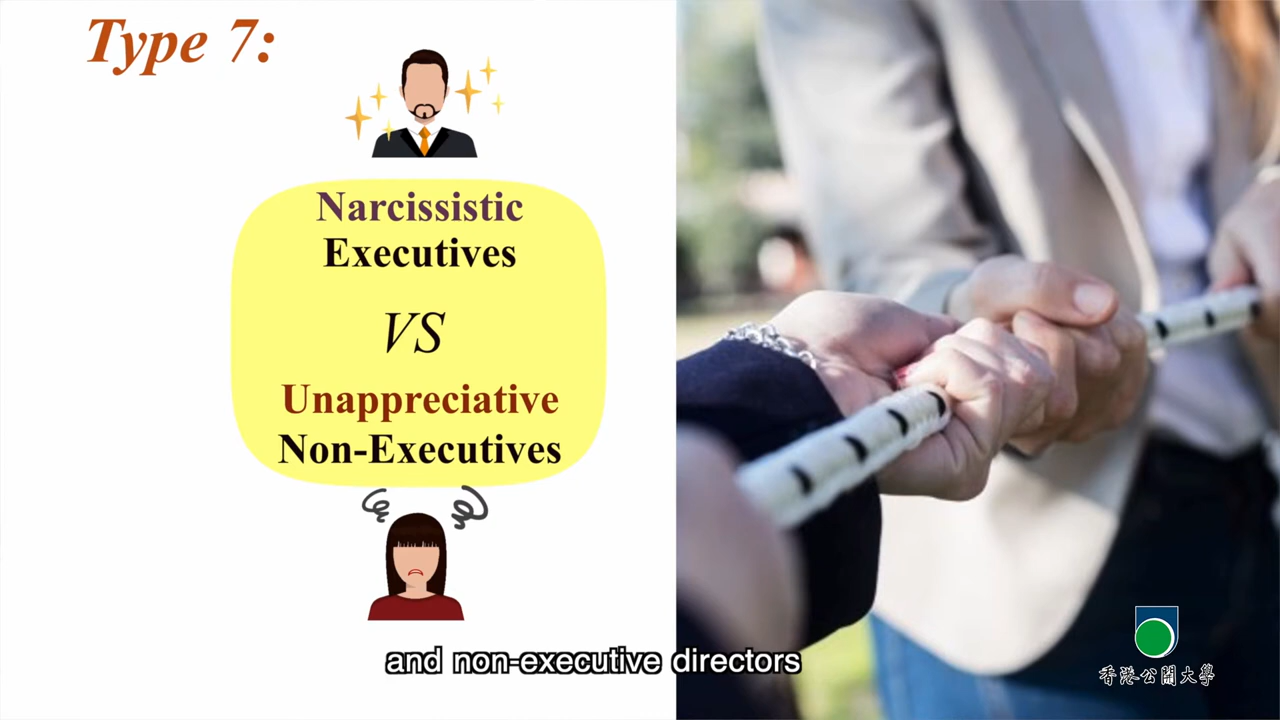 Type 7:
Narcissistic
Executives
VS
Unappreciative
Non-Executives
and non-executive directors
香港公開大學